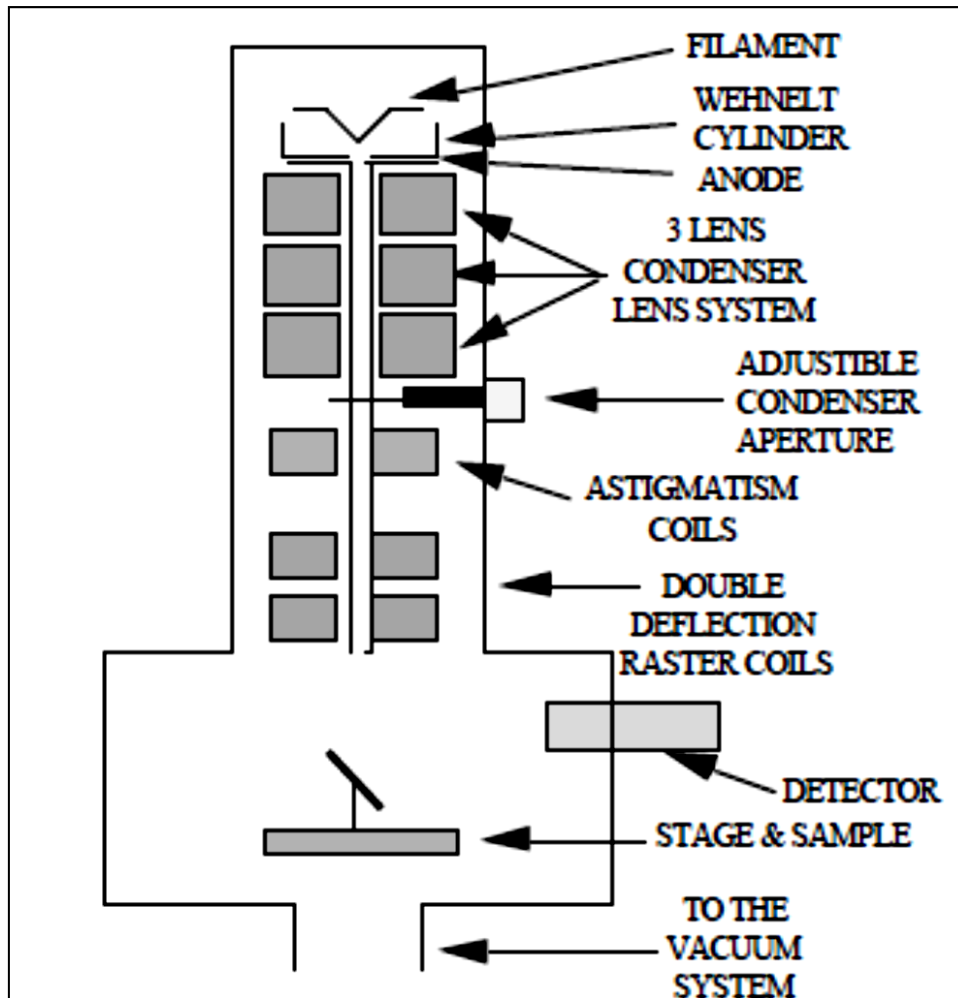 FILAMENT
WEHNELT
CYLINDER
ANODE
3 LENS
CONDENSER
LENS SYSTEM
ADJUSTIBLE
CONDENSER
APERTURE
ASTIGMATISM
COILS
DOUBLE
DEFLECTION
RASTER COILS
DETECTOR
STAGE & SAMPLE
TO THE
VACUUM
SYSTEM